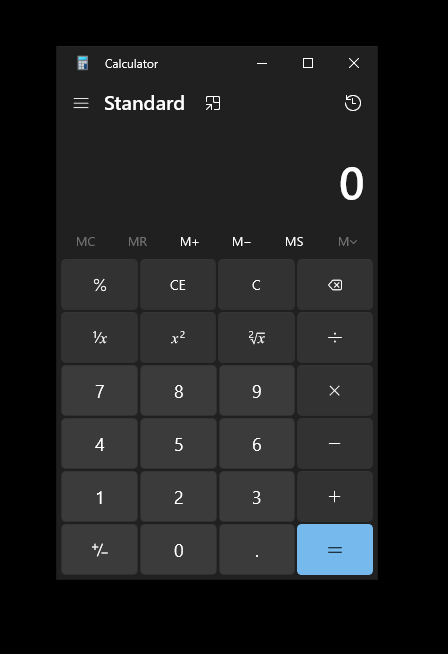 Calculator
Standard
0
MC MR M+ M− MS M
% CE C
¹/x x² ²√x ÷
7 8 9 ×
4 5 6 −
1 2 3 +
+/− 0 . =